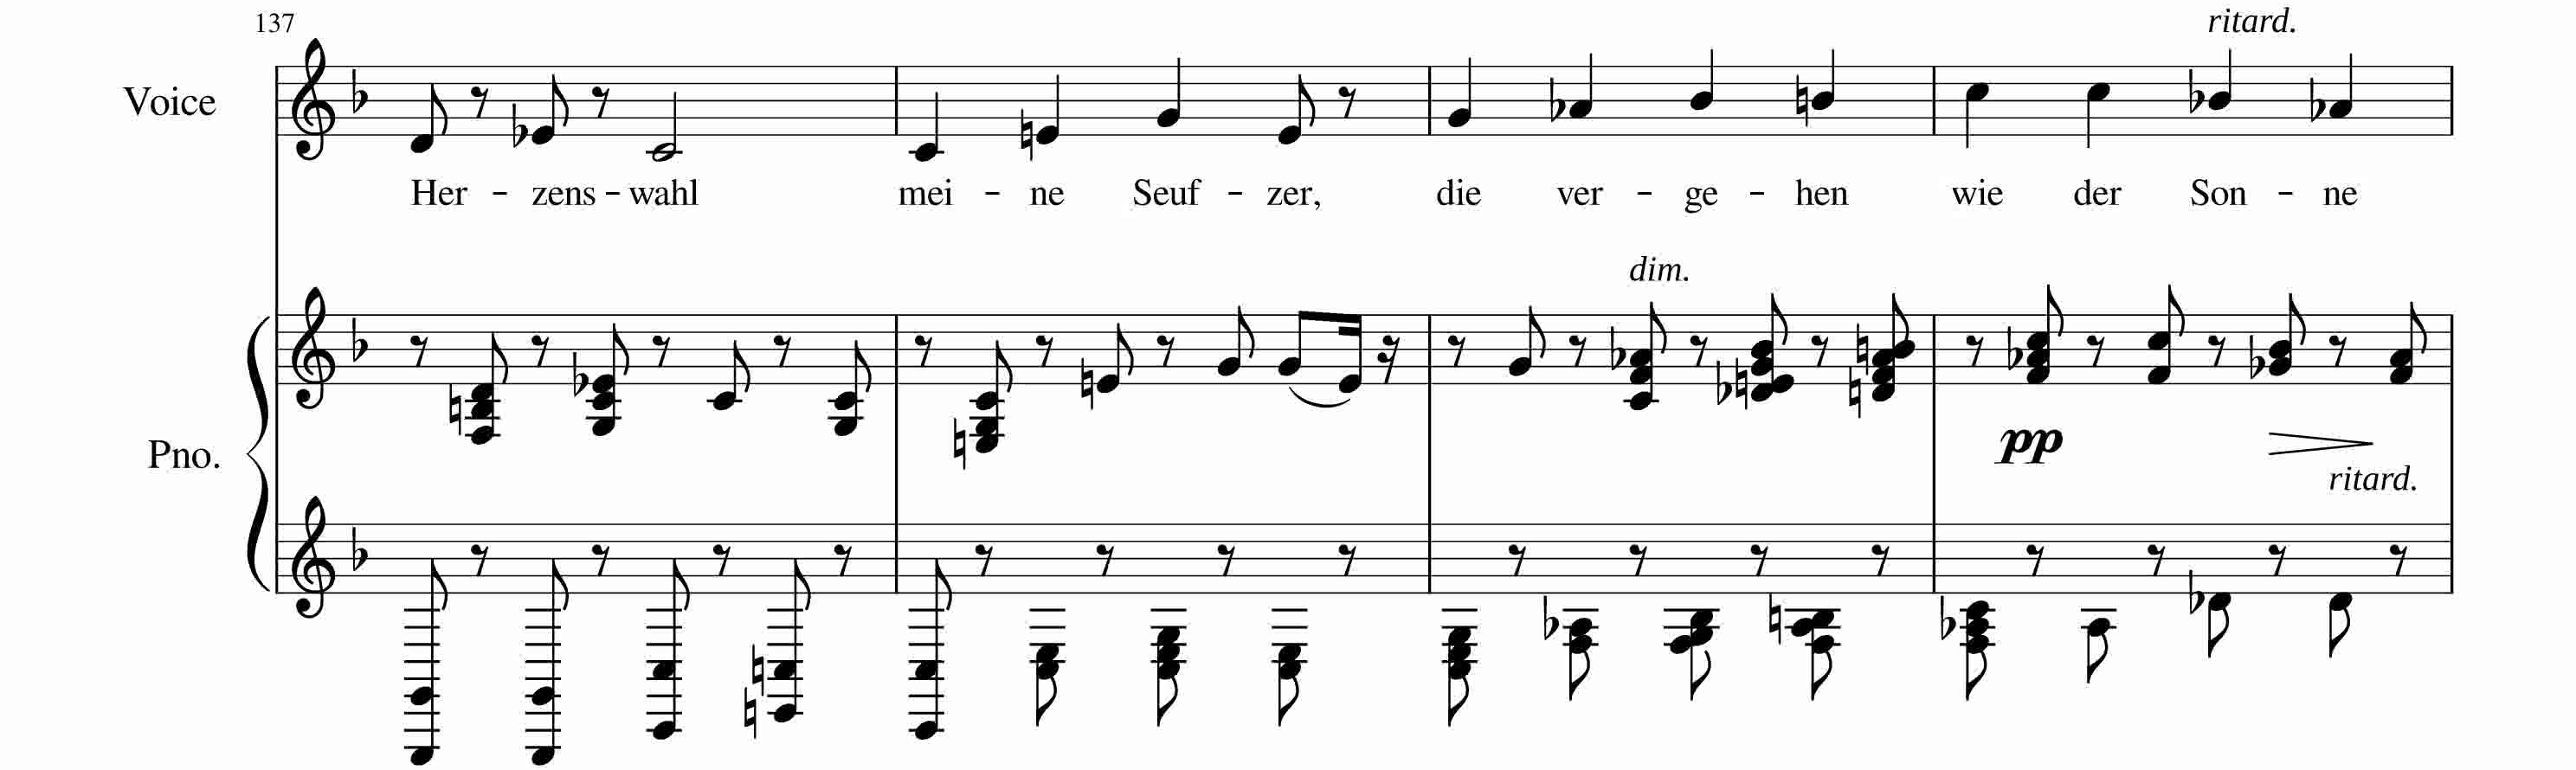 137
ritard.
Voice
Her - zens - wahl mei - ne Seuf - zer, die ver - ge - hen wie der Son - ne
dim.
Pno.
pp
ritard.